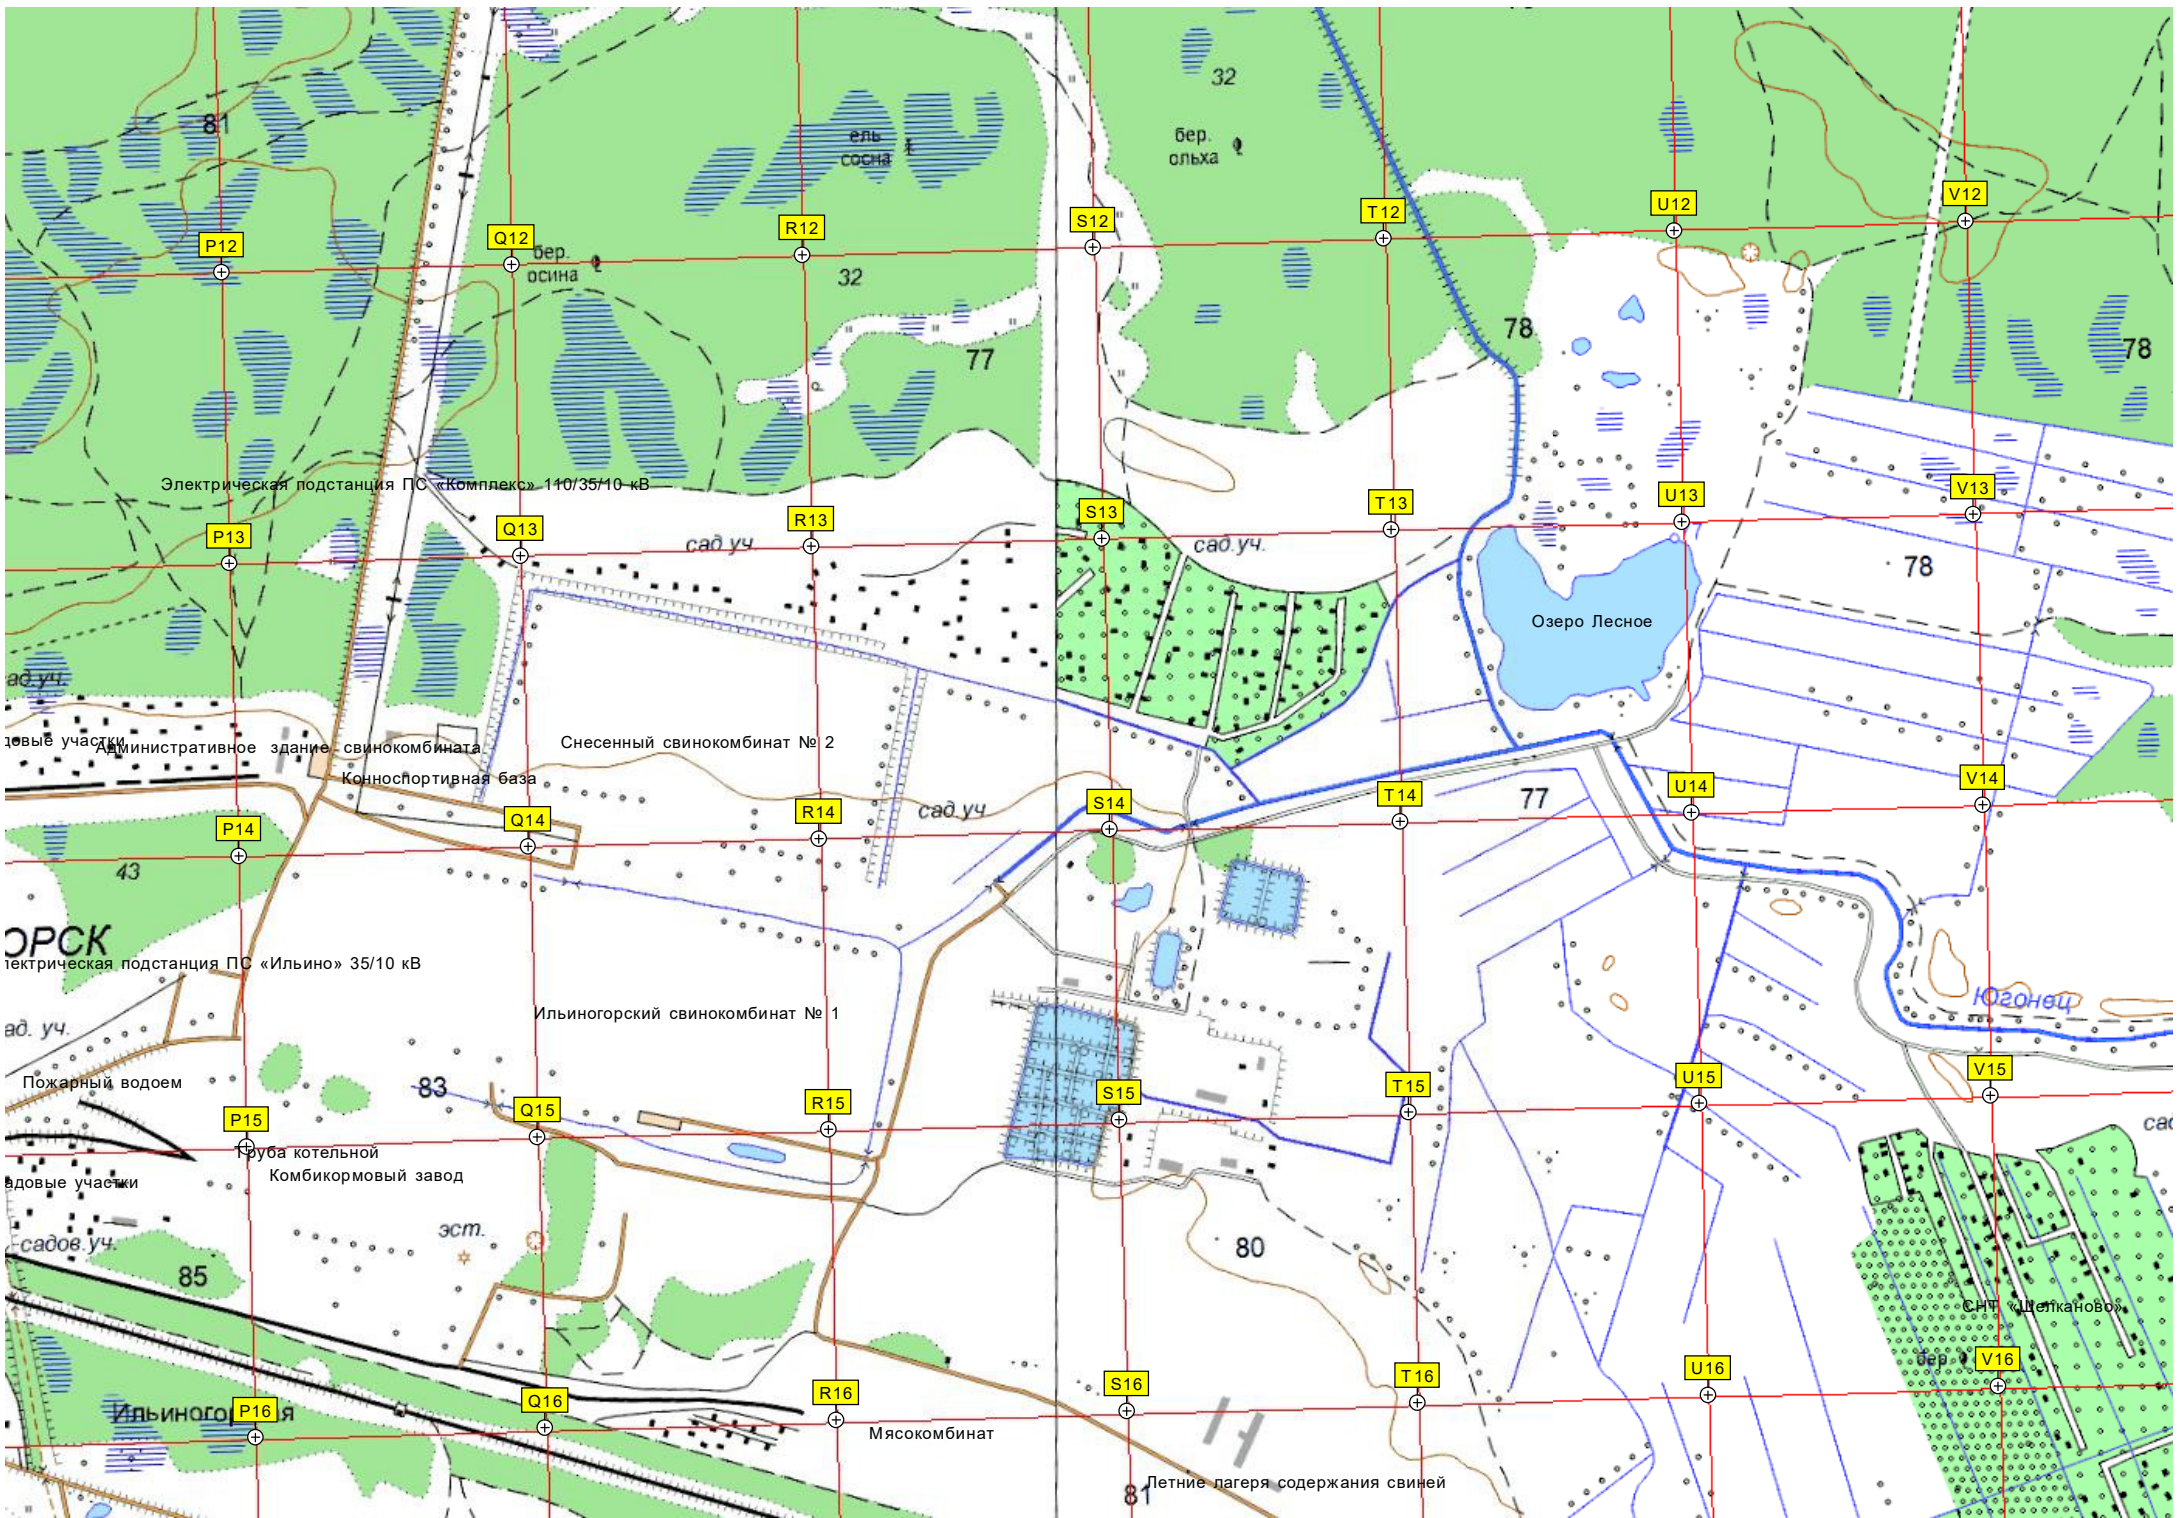 32
81
ель
сосна
бер.
ольха
V12
U12
T12
S12
R12
Q12
P12
бер.
осина
32
78
77
78
Электрическая подстанция ПС «Комплекс» 110/35/10 кВ
V13
U13
T13
S13
R13
Q13
P13
сад.уч.
сад.уч.
78
Озеро Лесное
ад.уч.
довые участки
Административное здание свинокомбината
Снесенный свинокомбинат № 2
Конноспортивная база
V14
U14
T14
77
S14
R14
сад.уч
Q14
P14
43
ОРСК
лектрическая подстанция ПС «Ильино» 35/10 кВ
Югонец
Ильиногорский свинокомбинат № 1
ад. уч.
V15
U15
T15
S15
R15
Q15
P15
Пожарный водоем
83
сад
Труба котельной
Комбикормовый завод
адовые участки
эст.
садов.уч.
80
85
СНТ «Шелканово»
бер.
V16
U16
T16
S16
R16
Q16
P16
Ильиногорская
Мясокомбинат
Летние лагеря содержания свиней
81